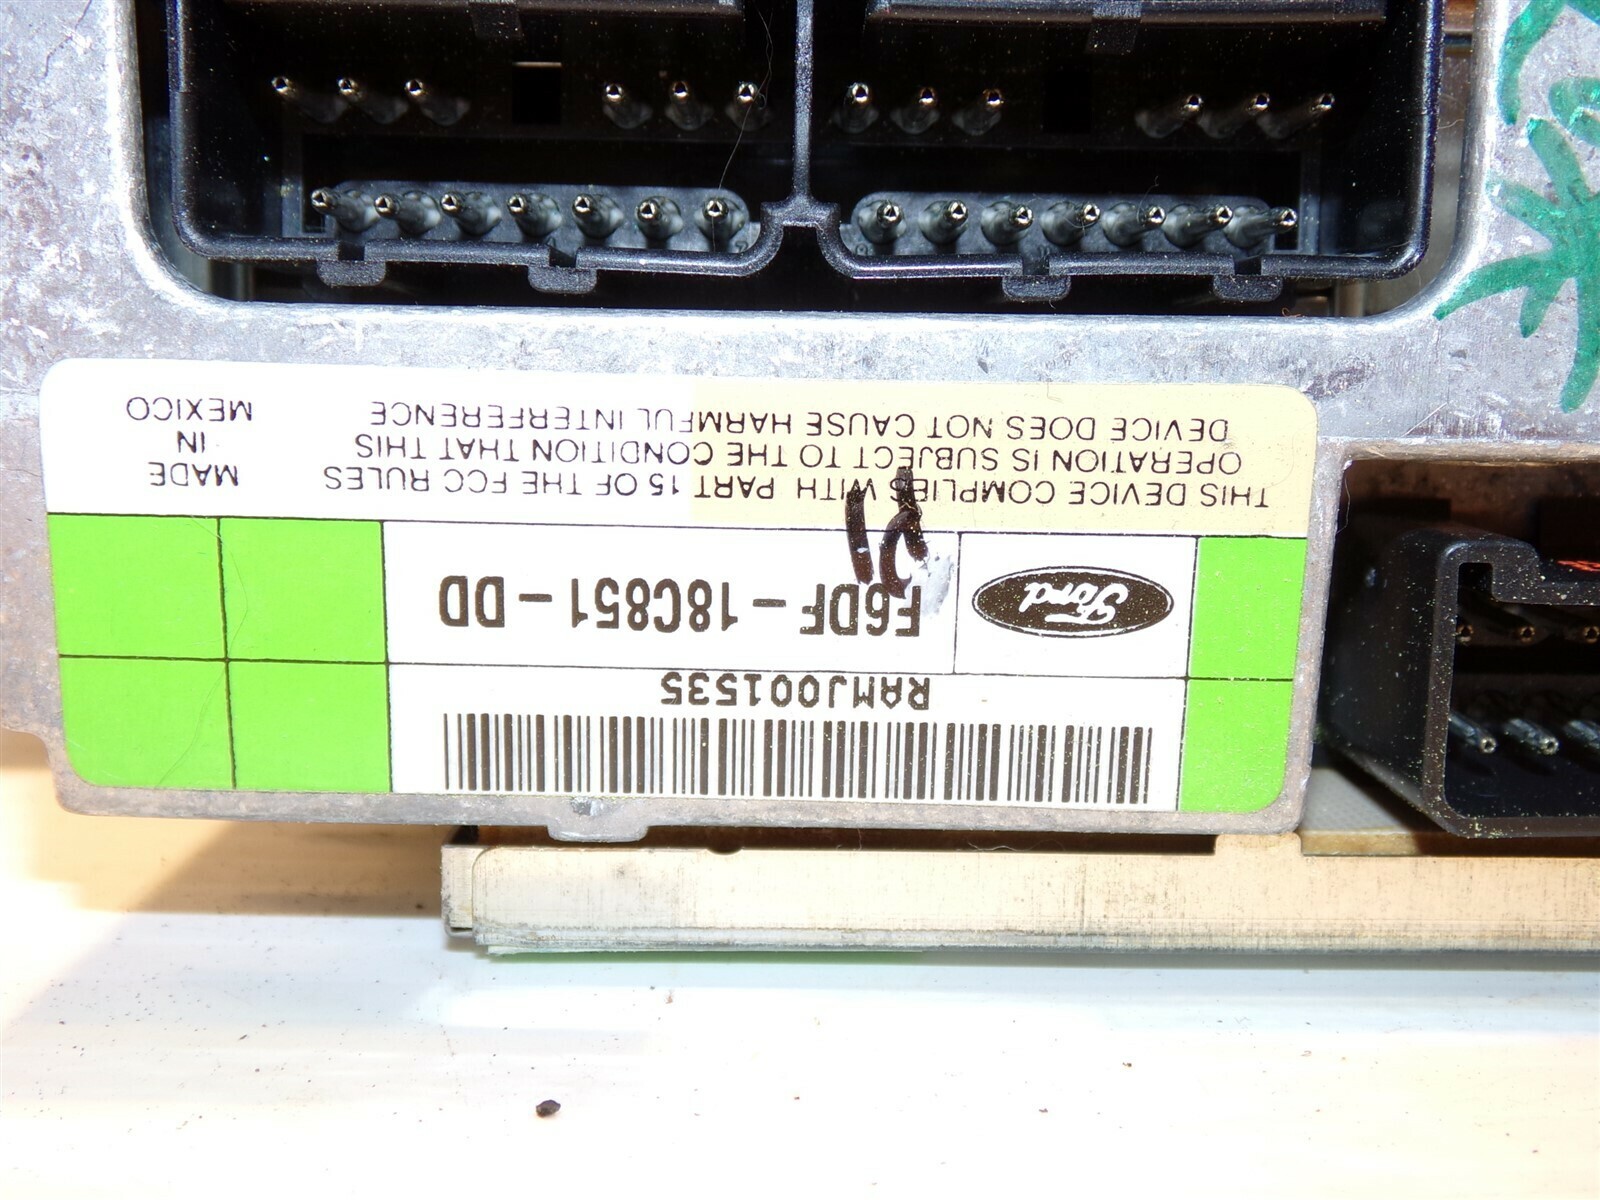 RAMJ001535
Ford
F6DF-18C851-DD
THIS DEVICE COMPLIES WITH PART 15 OF THE FCC RULES
OPERATION IS SUBJECT TO THE CONDITION THAT THIS
DEVICE DOES NOT CAUSE HARMFUL INTERFERENCE
MADE
IN
MEXICO